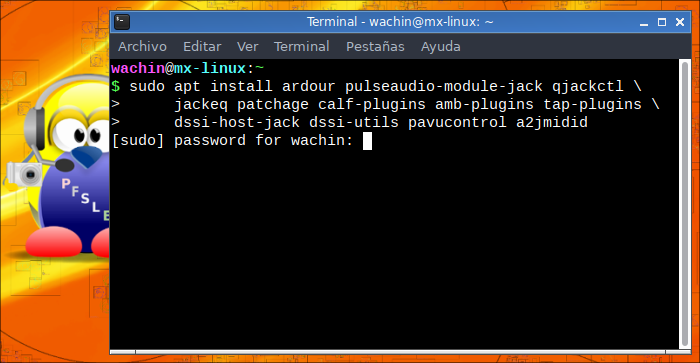 Terminal - wachin@mx-linux: ~
Archivo Editar Ver Terminal Pestañas Ayuda
wachin@mx-linux:~
$ sudo apt install ardour pulseaudio-module-jack qjackctl \
> jackeq patchage calf-plugins amb-plugins tap-plugins \
> dssi-host-jack dssi-utils pavucontrol a2jmidid
[sudo] password for wachin:
P F S L E